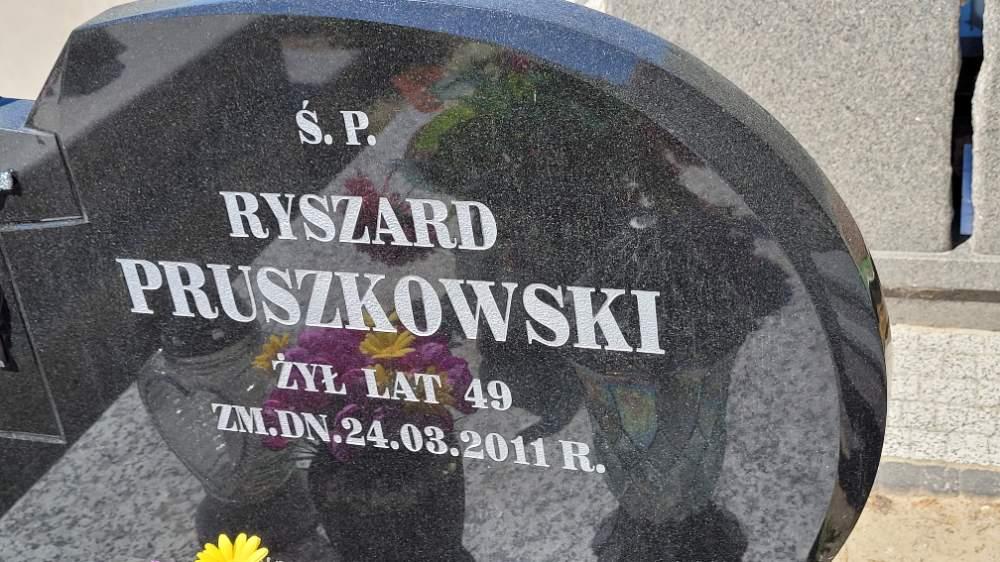 Ś. P.
RYSZARD
PRUSZKOWSKI
ŻYŁ LAT 49
ZM.DN.24.03.2011 R.